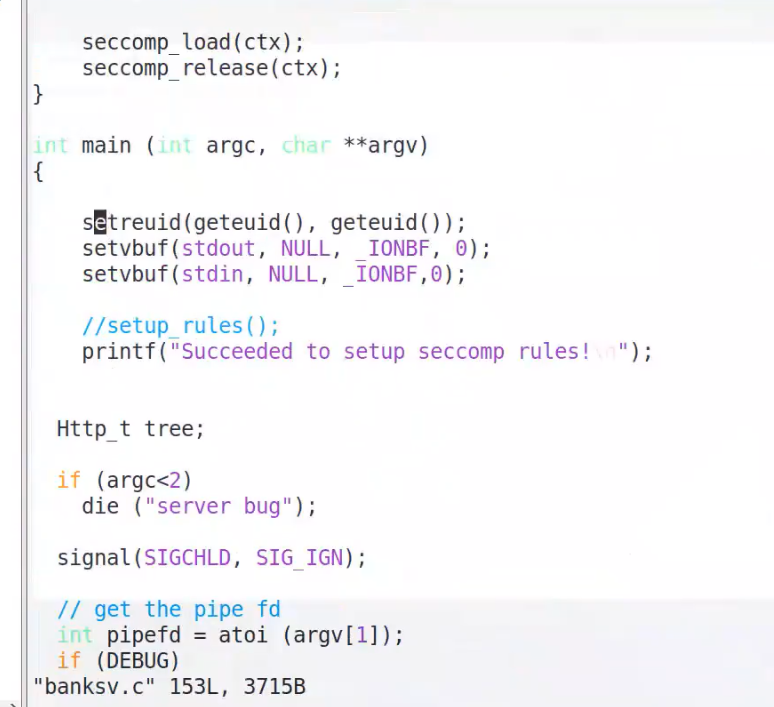 seccomp_load(ctx);
    seccomp_release(ctx);
}
int main (int argc, char **argv)
{
    setreuid(geteuid(), geteuid());
    setvbuf(stdout, NULL, _IONBF, 0);
    setvbuf(stdin, NULL, _IONBF,0);
    //setup_rules();
    printf("Succeeded to setup seccomp rules!\n");
  Http_t tree;
  if (argc<2)
    die ("server bug");
  signal(SIGCHLD, SIG_IGN);
  // get the pipe fd
  int pipefd = atoi (argv[1]);
  if (DEBUG)
"banksv.c" 153L, 3715B